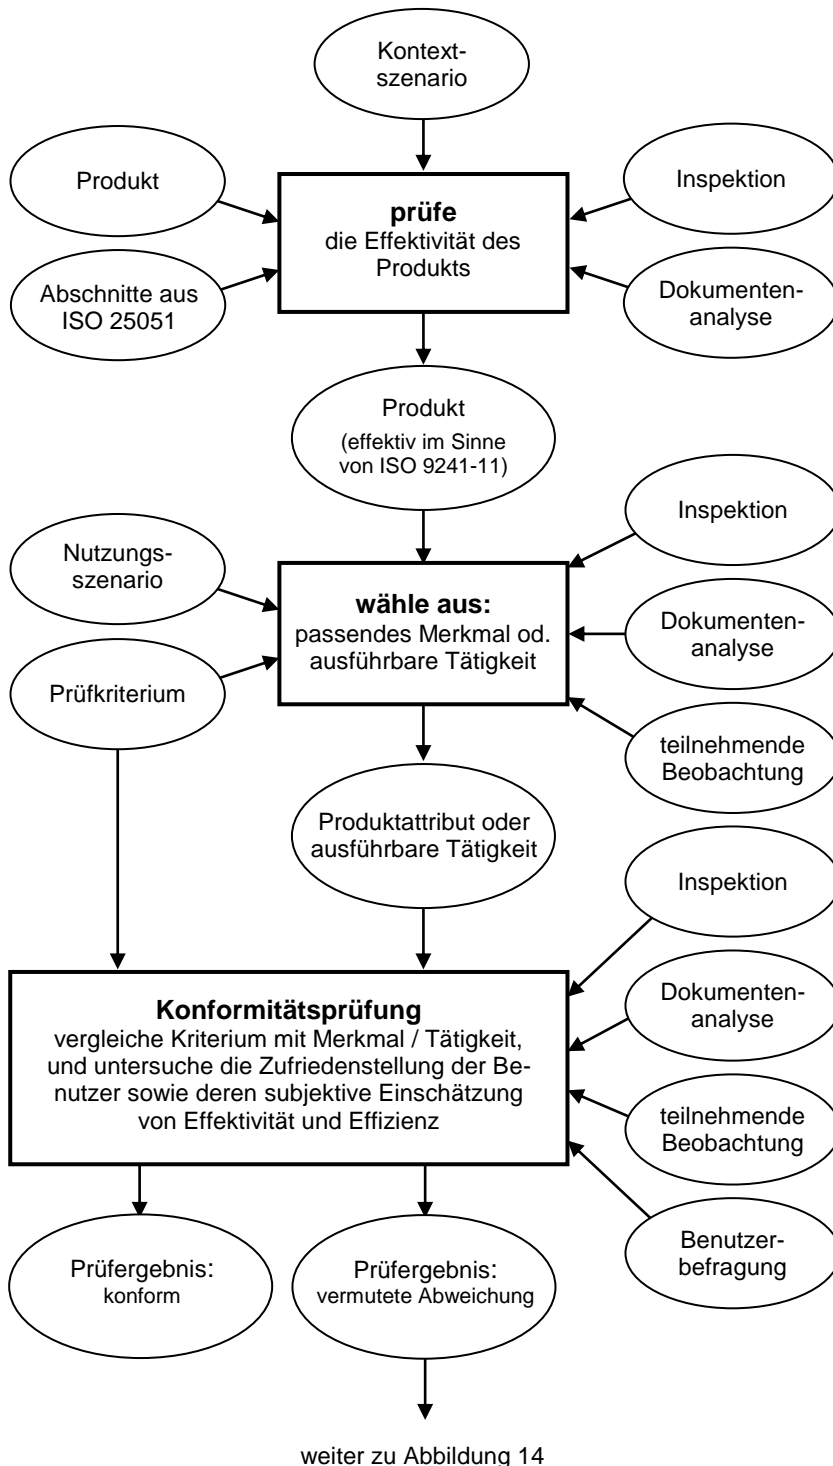 Kontext-
szenario
Produkt
Inspektion
prüfe
die Effektivität des
Produkts
Abschnitte aus
ISO 25051
Dokumenten-
analyse
Produkt
(effektiv im Sinne
von ISO 9241-11)
Inspektion
Nutzungs-
szenario
wähle aus:
passendes Merkmal od.
ausführbare Tätigkeit
Dokumenten-
analyse
Prüfkriterium
teilnehmende
Beobachtung
Produktattribut oder
ausführbare Tätigkeit
Inspektion
Konformitätsprüfung
vergleiche Kriterium mit Merkmal / Tätigkeit,
und untersuche die Zufriedenstellung der Be-
nutzer sowie deren subjektive Einschätzung
von Effektivität und Effizienz
Dokumenten-
analyse
teilnehmende
Beobachtung
Benutzer-
befragung
Prüfergebnis:
konform
Prüfergebnis:
vermutete Abweichung
weiter zu Abbildung 14